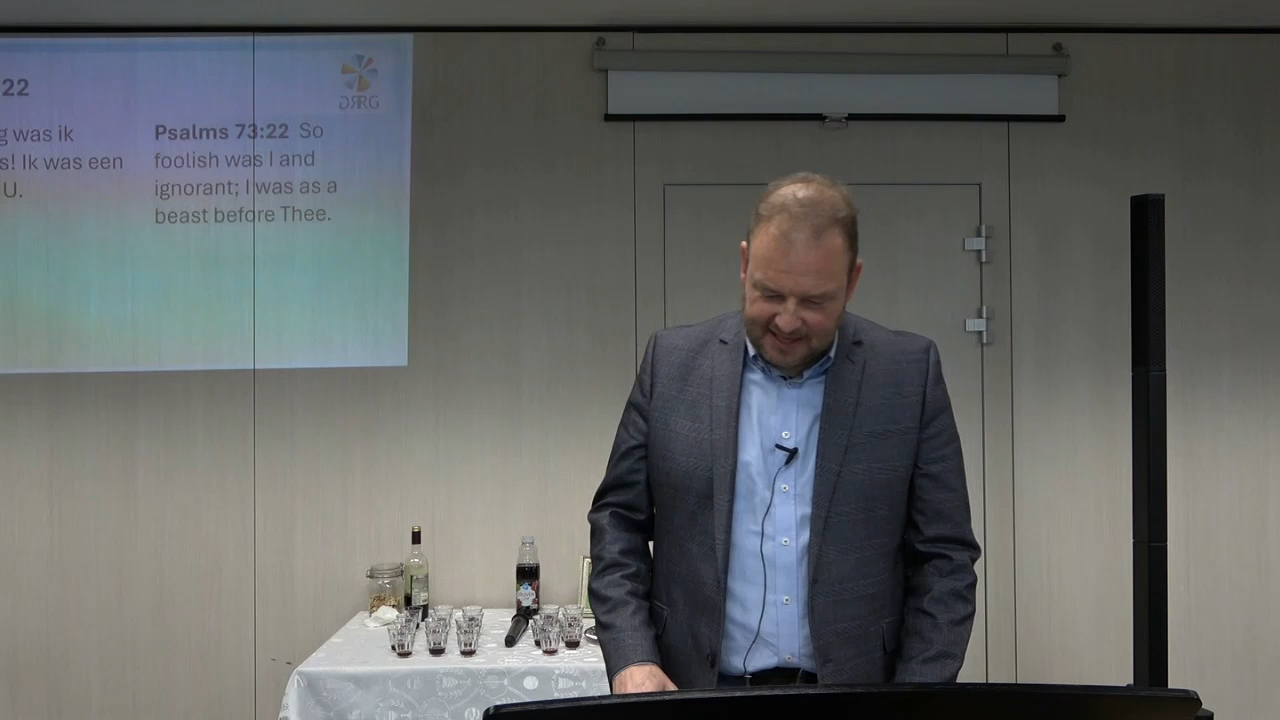 22
g was ik
s! Ik was een
U.
Psalms 73:22 So
foolish was I and
ignorant; I was as a
beast before Thee.
GRRG